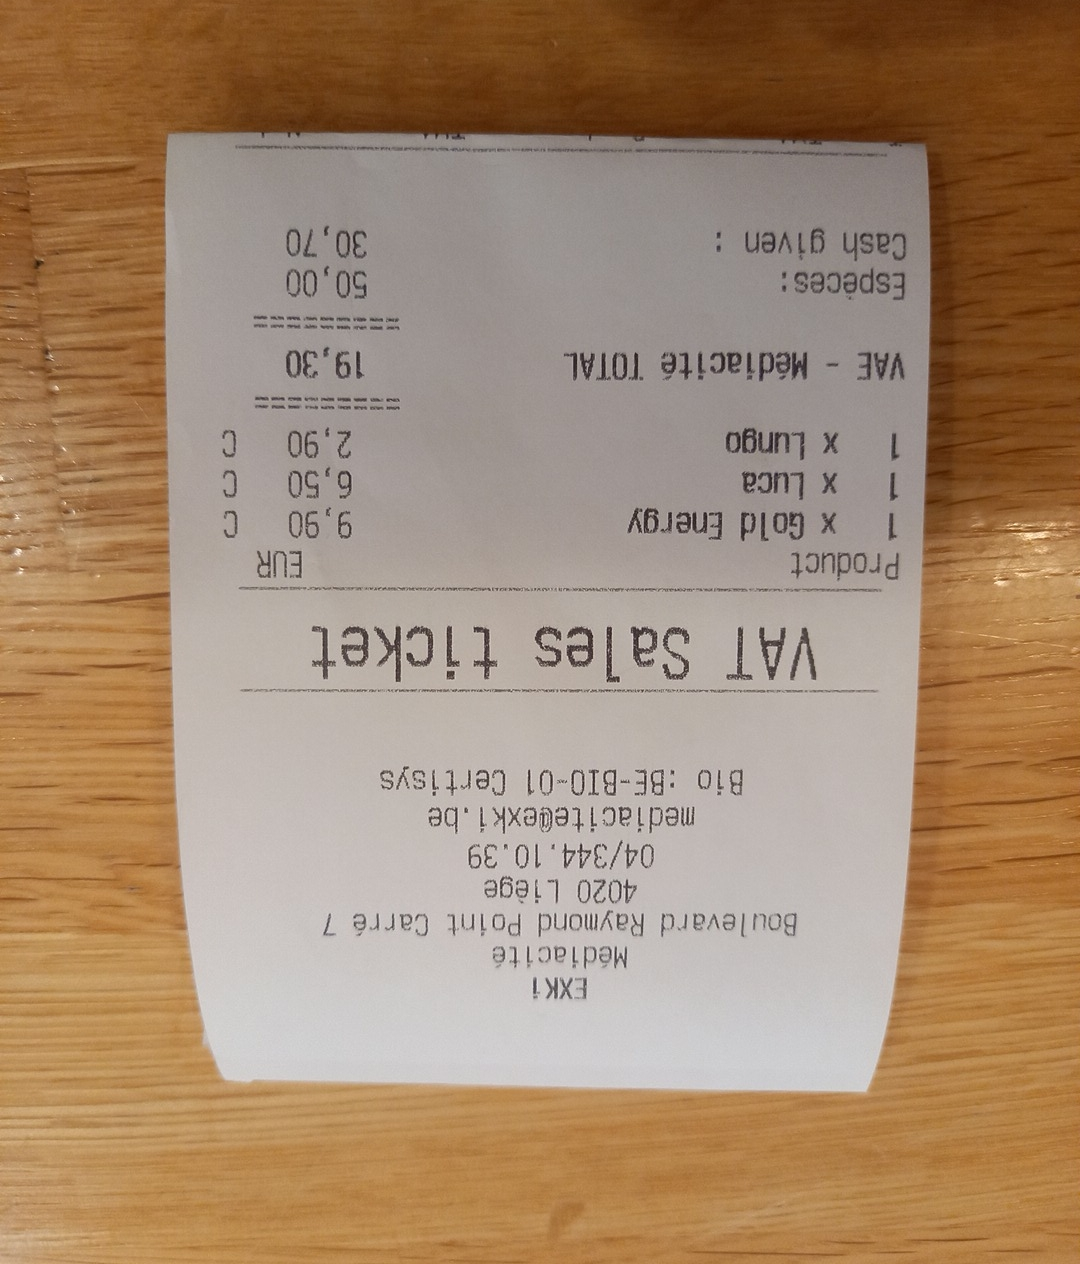 EXKi
Médiacité
Boulevard Raymond Point Carré 7
4020 Liège
04/344.10.39
mediacite@exki.be
Bio :BE-BIO-01 Certisys
VAT Sales ticket
Product EUR
1 x Gold Energy 9,90 C
1 x Luca 6,50 C
1 x Lungo 2,90 C
==========
VAE - Médiacité TOTAL 19,30
==========
Espèces: 50,00
Cash given : 30,70